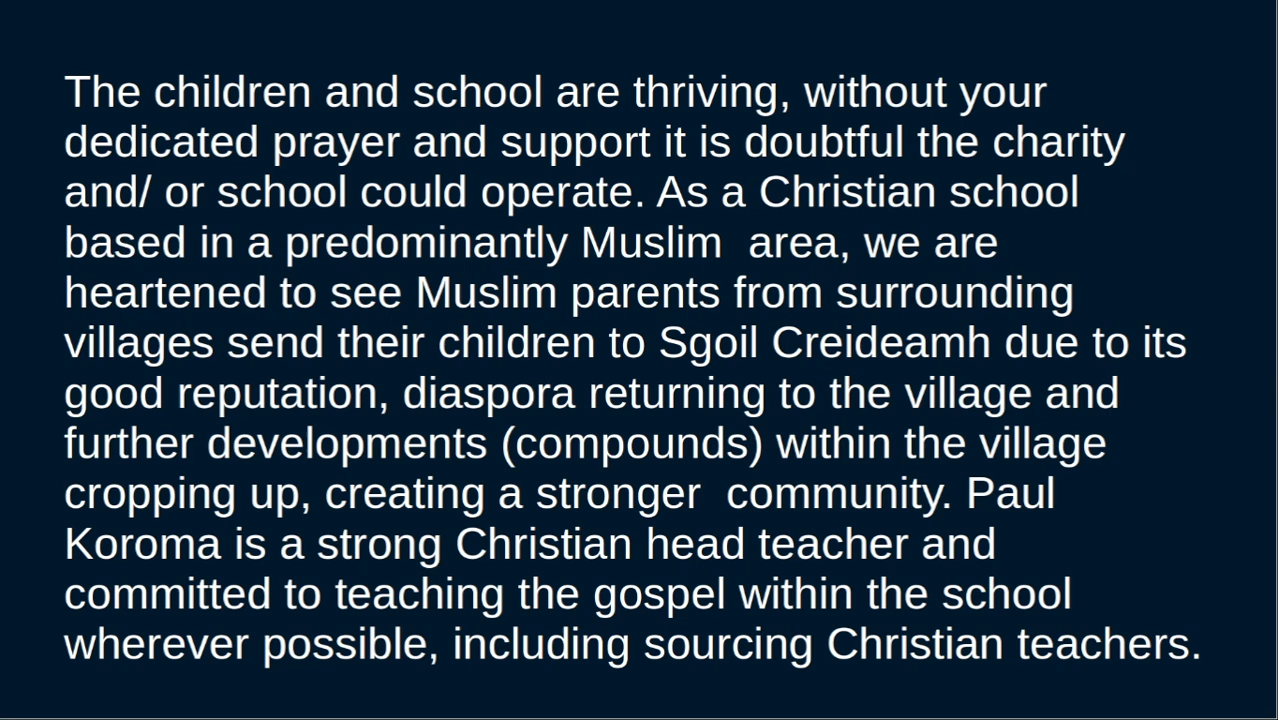 The children and school are thriving, without your
dedicated prayer and support it is doubtful the charity
and/ or school could operate. As a Christian school
based in a predominantly Muslim  area, we are
heartened to see Muslim parents from surrounding
villages send their children to Sgoil Creideamh due to its
good reputation, diaspora returning to the village and
further developments (compounds) within the village
cropping up, creating a stronger  community. Paul
Koroma is a strong Christian head teacher and
committed to teaching the gospel within the school
wherever possible, including sourcing Christian teachers.